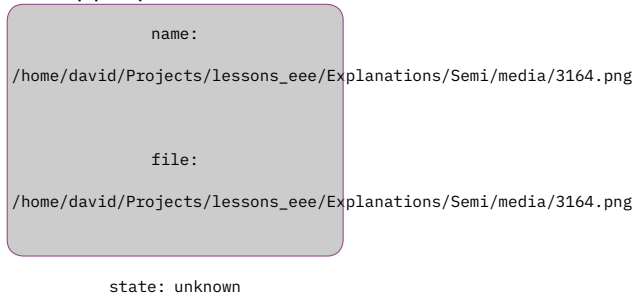 name:
/home/david/Projects/lessons_eee/Explanations/Semi/media/3164.png
file:
/home/david/Projects/lessons_eee/Explanations/Semi/media/3164.png
state: unknown